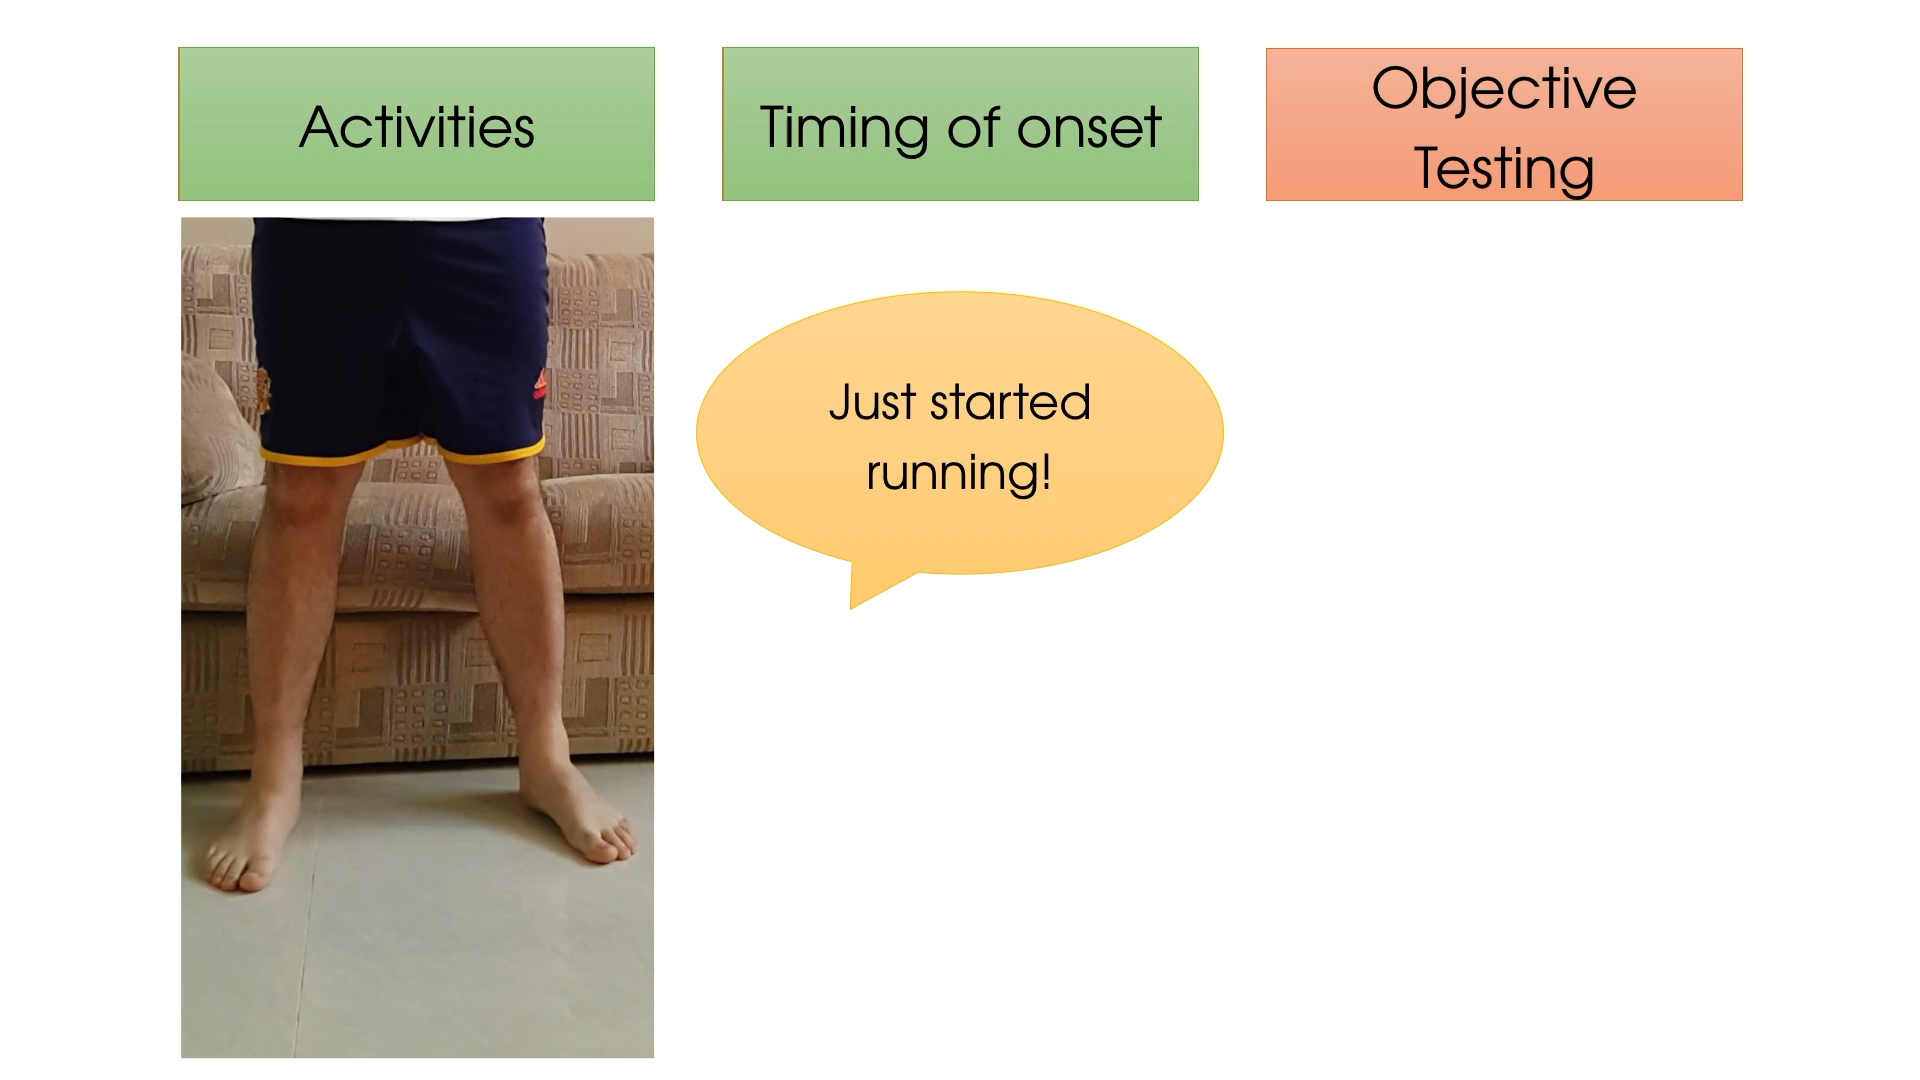 Activities
Timing of onset
Objective
Testing
Just started
running!